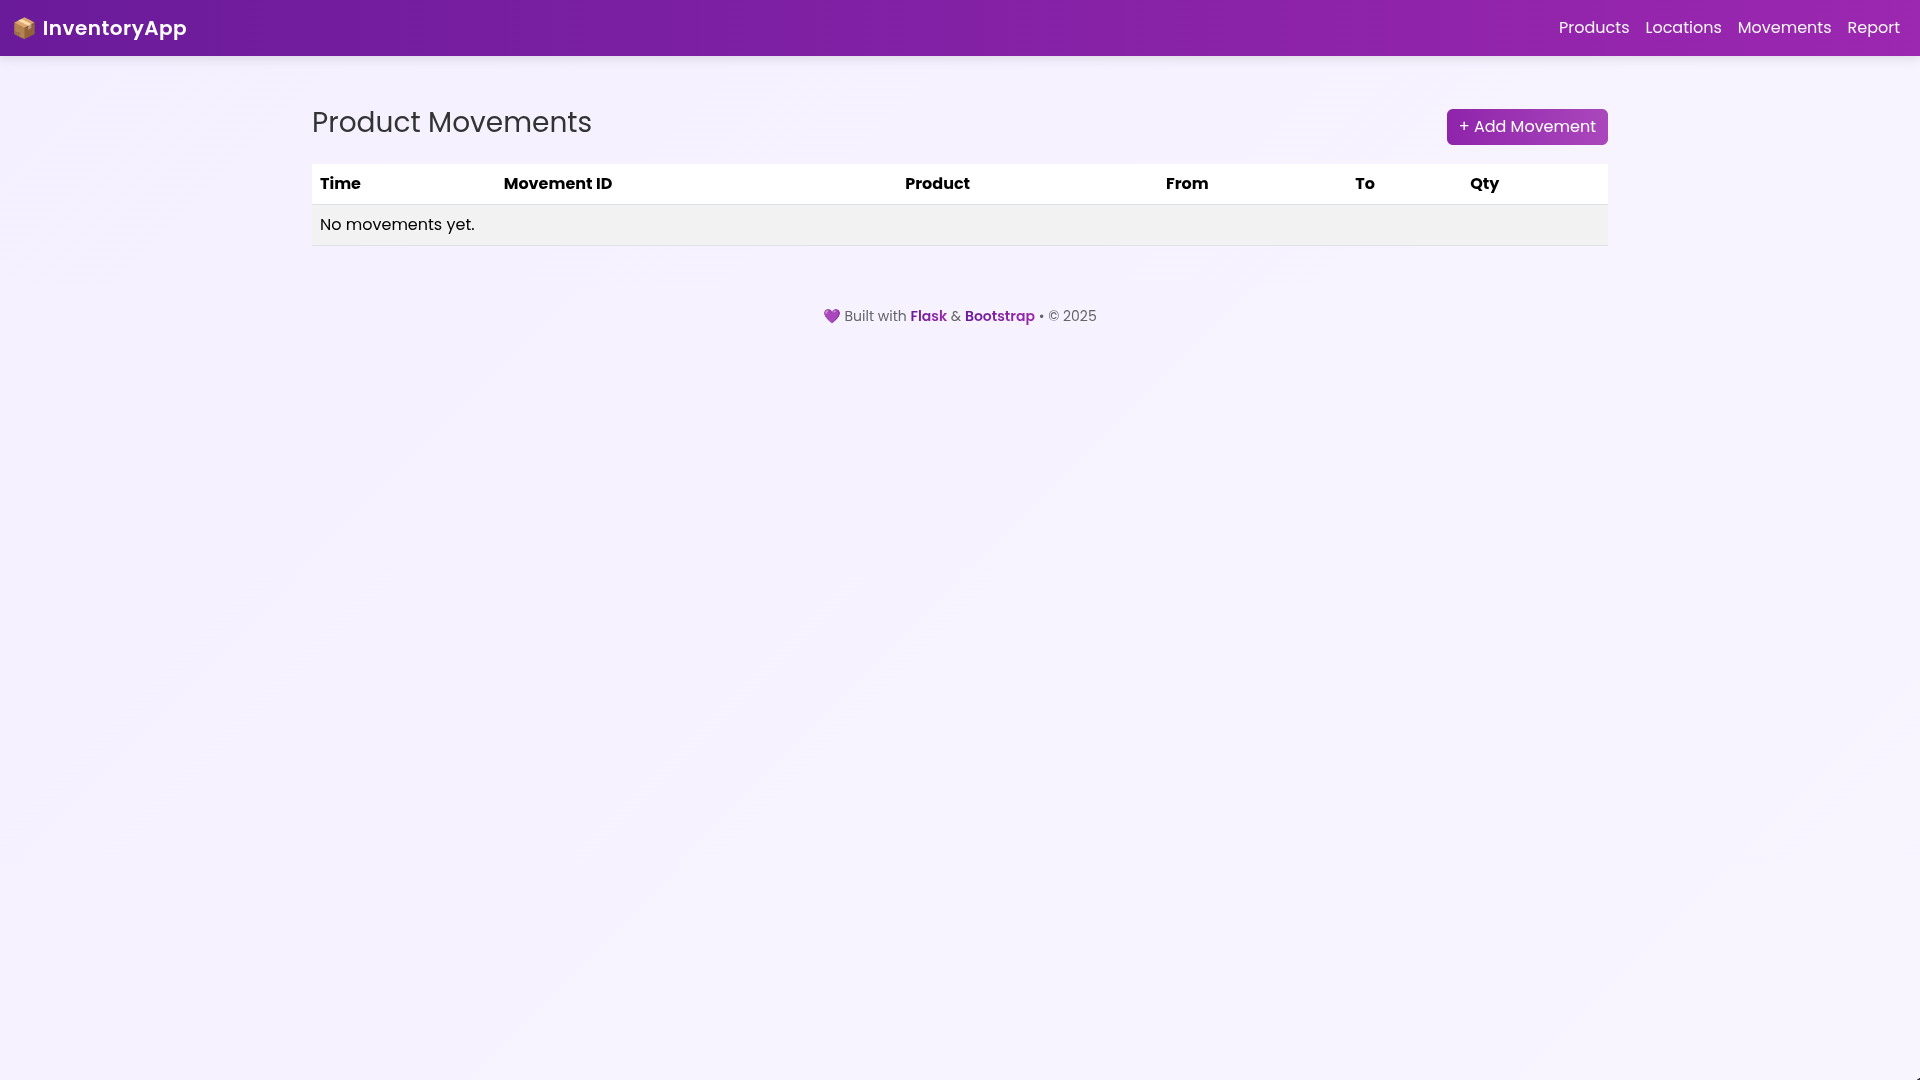 📦 InventoryApp
Products Locations Movements Report
Product Movements
+ Add Movement
Time Movement ID Product From To Qty
No movements yet.
💜 Built with Flask & Bootstrap • © 2025